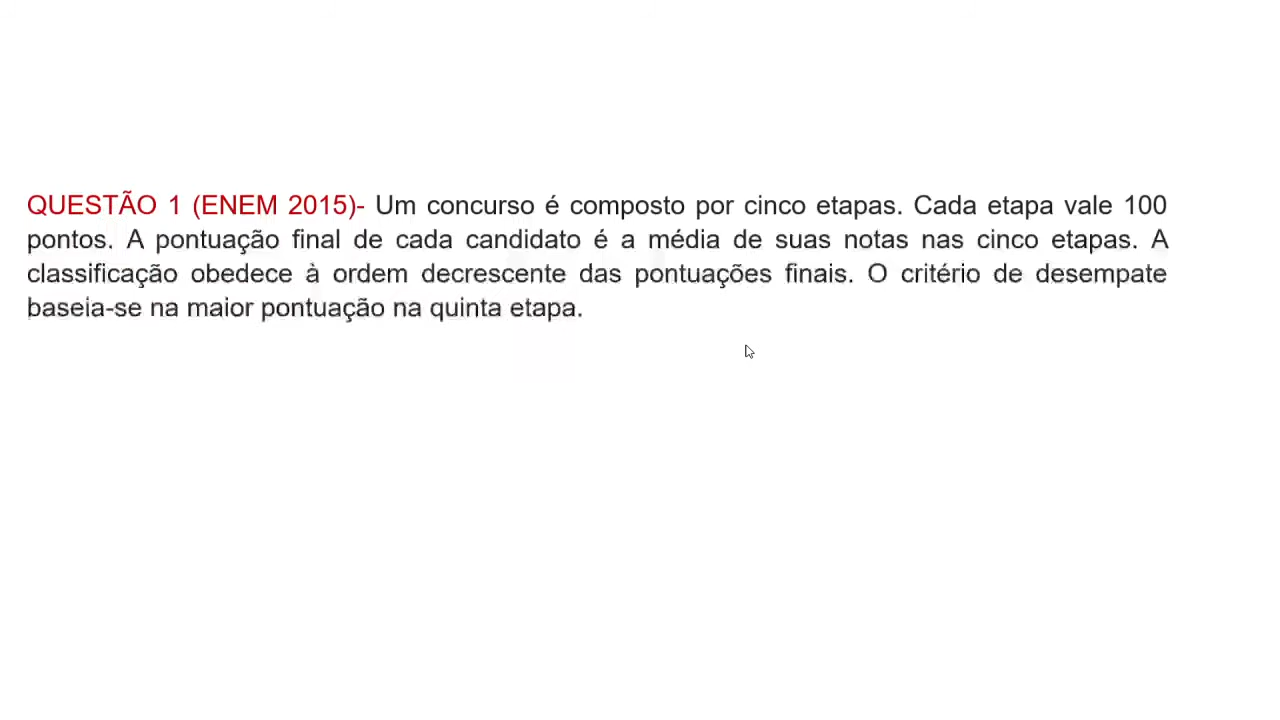 QUESTÃO 1 (ENEM 2015)- Um concurso é composto por cinco etapas. Cada etapa vale 100
pontos. A pontuação final de cada candidato é a média de suas notas nas cinco etapas. A
classificação obedece à ordem decrescente das pontuações finais. O critério de desempate
baseia-se na maior pontuação na quinta etapa.